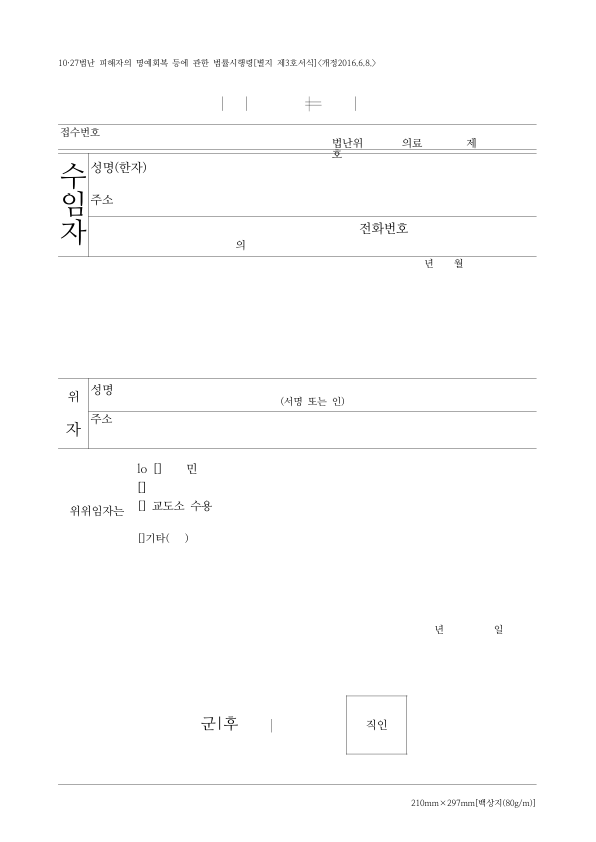 10·27법난 피해자의 명예회복 등에 관한 법률시행령[별지 제3호서식]<개정2016.6.8.>
접수번호
법난위 의료 제
호
수임자
성명(한자)
주소
전화번호
의
년 월
위
자
성명
(서명 또는 인)
주소
위위임자는
lo [] 민
[]
[] 교도소 수용
[]기타( )
년 일
군|후 |
직인
210mm×297mm[백상지(80g/m)]